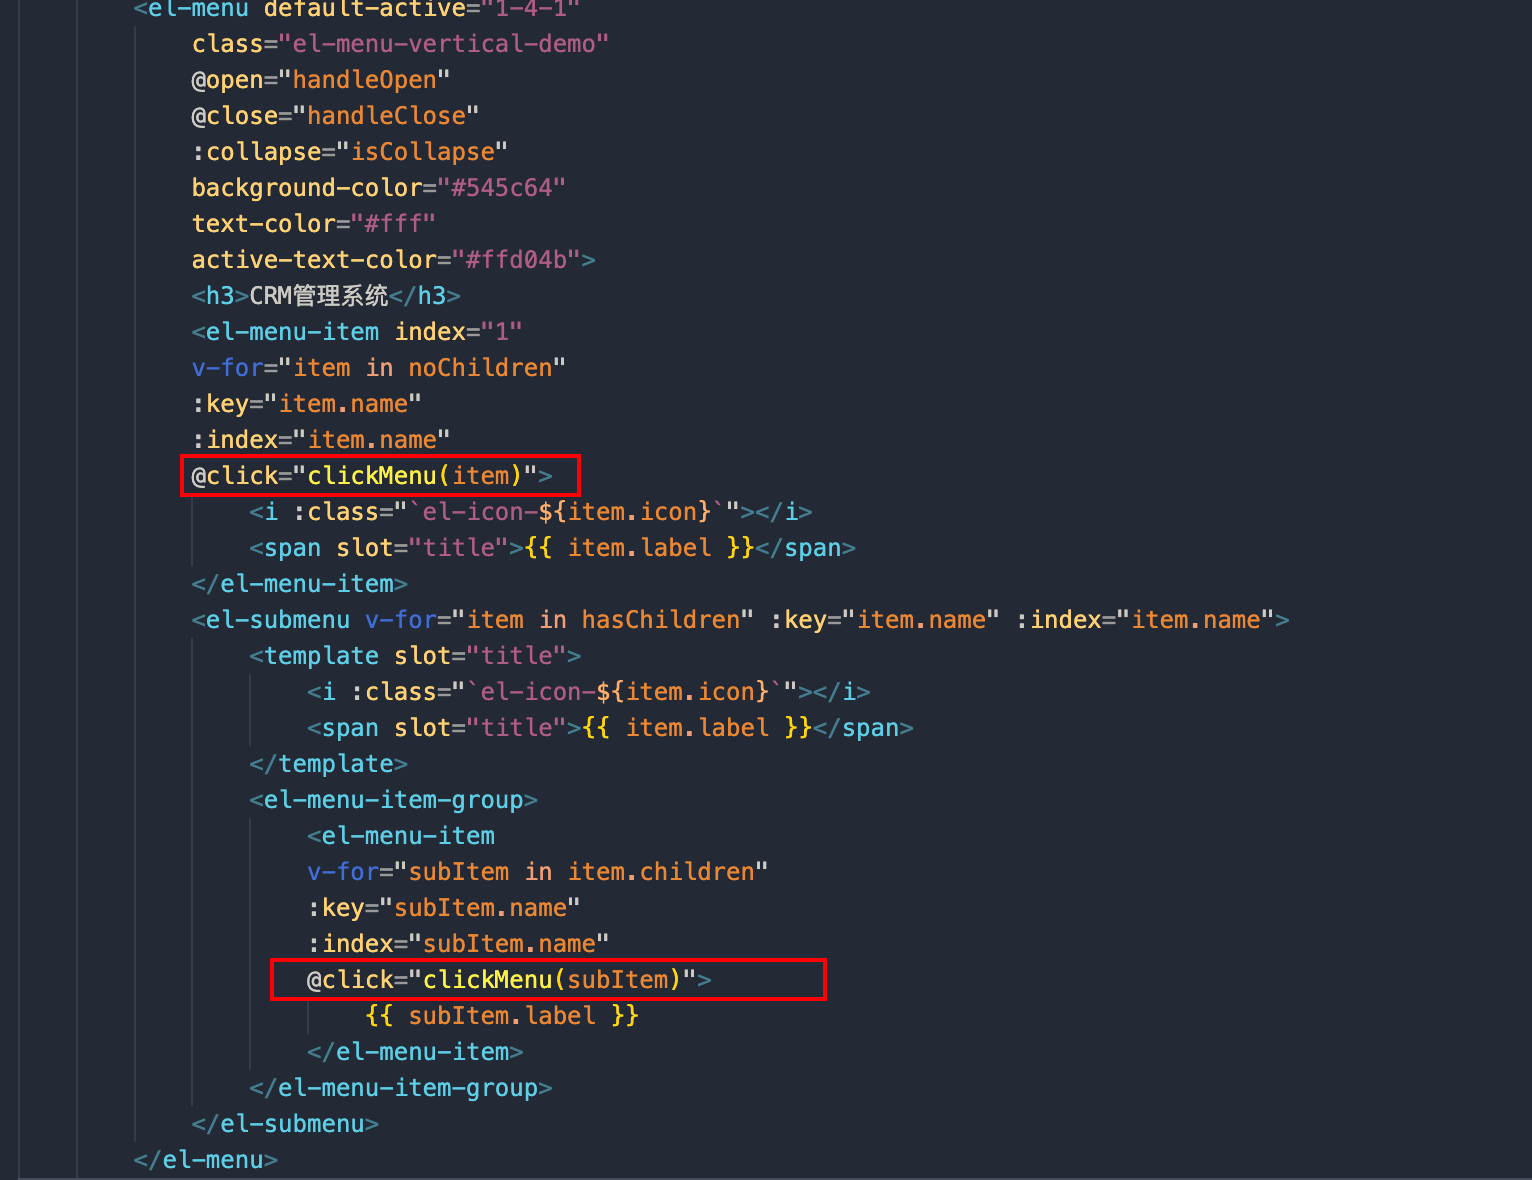 <el-menu default-active="1-4-1"
class="el-menu-vertical-demo"
@open="handleOpen"
@close="handleClose"
:collapse="isCollapse"
background-color="#545c64"
text-color="#fff"
active-text-color="#ffd04b">
<h3>CRM管理系统</h3>
<el-menu-item index="1"
v-for="item in noChildren"
:key="item.name"
:index="item.name"
@click="clickMenu(item)">
<i :class="`el-icon-${item.icon}`"></i>
<span slot="title">{{ item.label }}</span>
</el-menu-item>
<el-submenu v-for="item in hasChildren" :key="item.name" :index="item.name">
<template slot="title">
<i :class="`el-icon-${item.icon}`"></i>
<span slot="title">{{ item.label }}</span>
</template>
<el-menu-item-group>
<el-menu-item
v-for="subItem in item.children"
:key="subItem.name"
:index="subItem.name"
@click="clickMenu(subItem)">
{{ subItem.label }}
</el-menu-item>
</el-menu-item-group>
</el-submenu>
</el-menu>